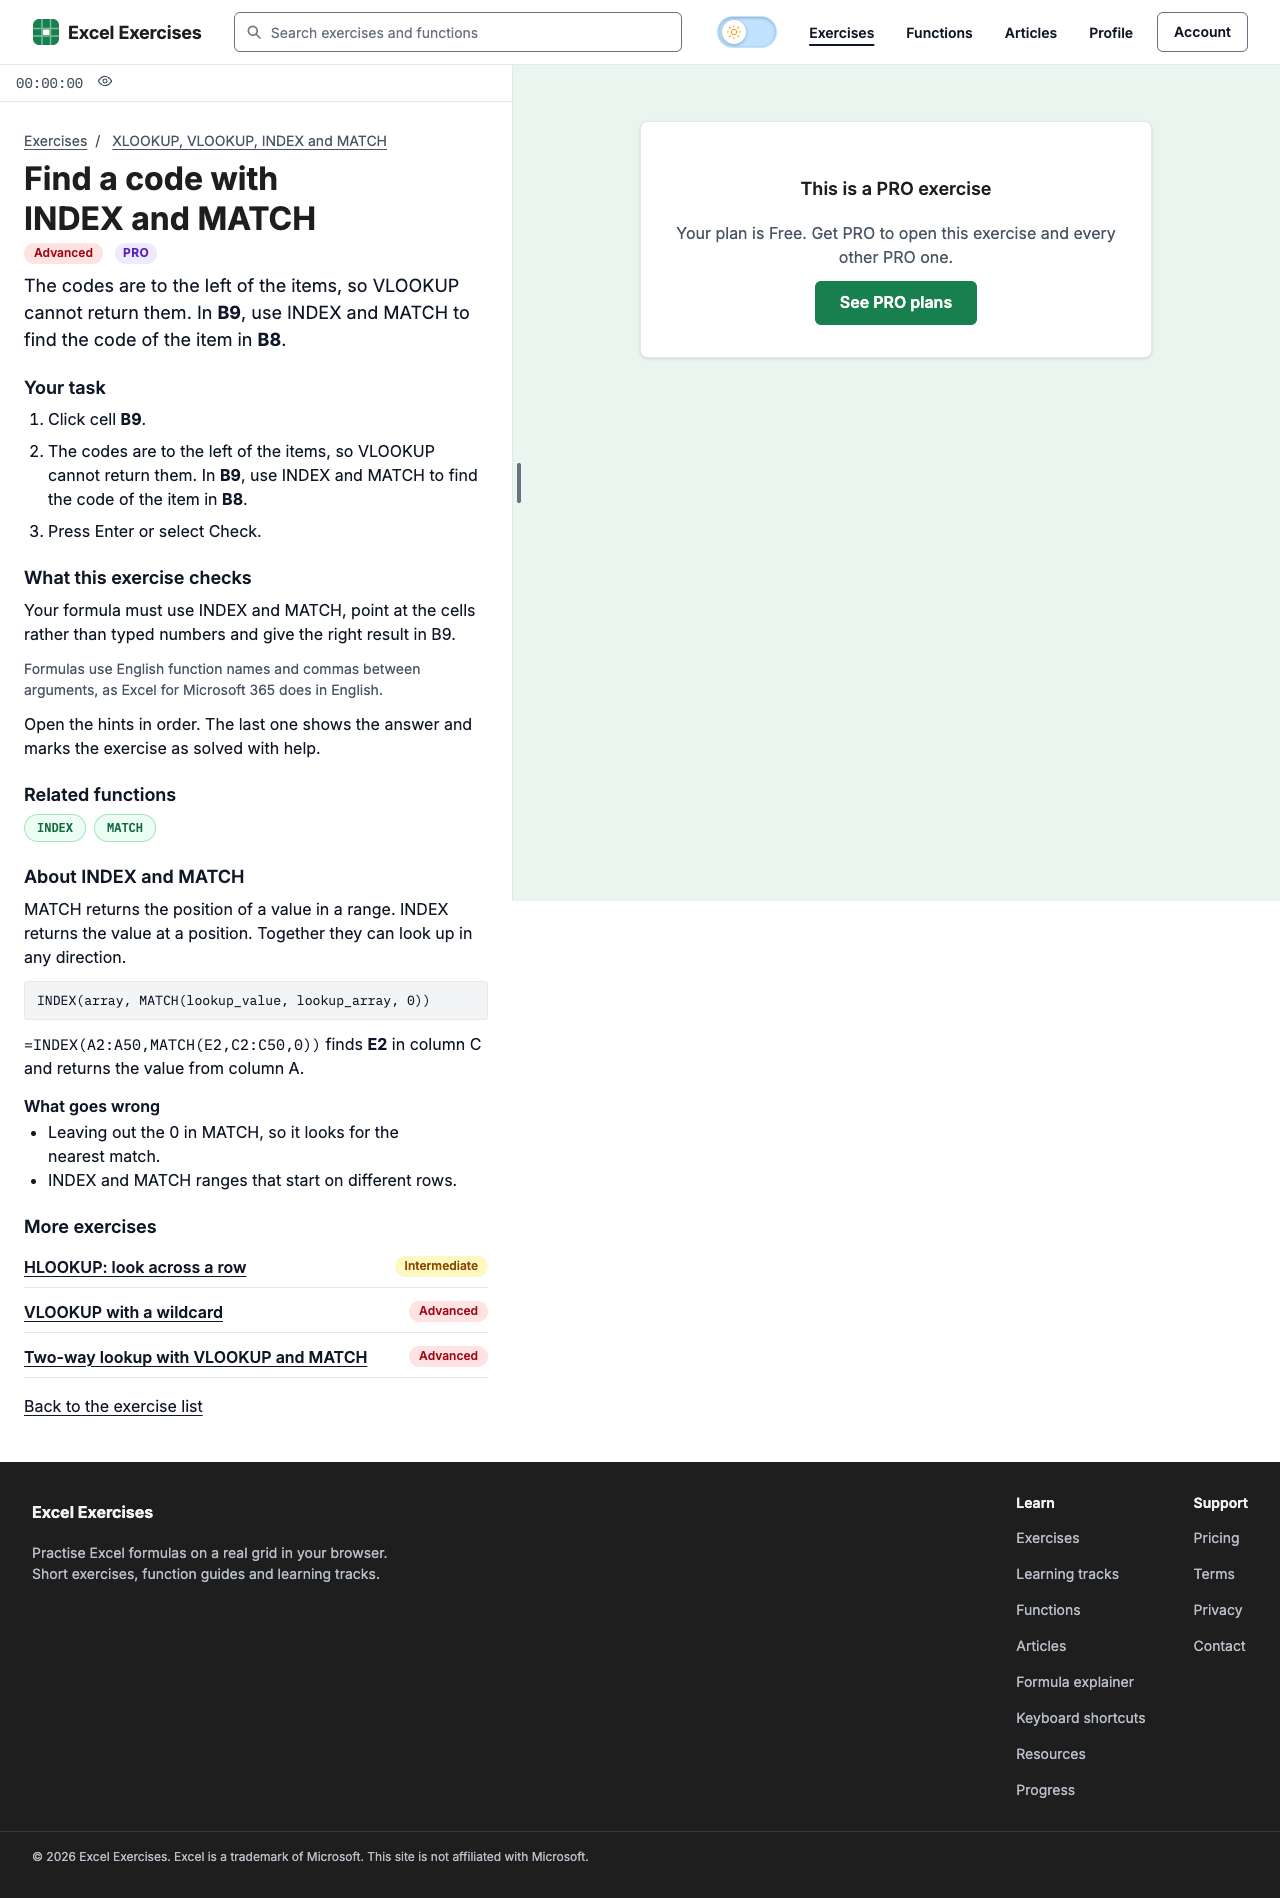 Excel Exercises
Search exercises and functions
Exercises
Functions
Articles
Profile
Account
00:00:00
Exercises / XLOOKUP, VLOOKUP, INDEX and MATCH
Find a code with
INDEX and MATCH
Advanced PRO
The codes are to the left of the items, so VLOOKUP
cannot return them. In B9, use INDEX and MATCH to
find the code of the item in B8.
Your task
1. Click cell B9.
2. The codes are to the left of the items, so VLOOKUP
cannot return them. In B9, use INDEX and MATCH to find
the code of the item in B8.
3. Press Enter or select Check.
What this exercise checks
Your formula must use INDEX and MATCH, point at the cells
rather than typed numbers and give the right result in B9.
Formulas use English function names and commas between
arguments, as Excel for Microsoft 365 does in English.
Open the hints in order. The last one shows the answer and
marks the exercise as solved with help.
Related functions
INDEX MATCH
About INDEX and MATCH
MATCH returns the position of a value in a range. INDEX
returns the value at a position. Together they can look up in
any direction.
INDEX(array, MATCH(lookup_value, lookup_array, 0))
=INDEX(A2:A50,MATCH(E2,C2:C50,0)) finds E2 in column C
and returns the value from column A.
What goes wrong
• Leaving out the 0 in MATCH, so it looks for the
nearest match.
• INDEX and MATCH ranges that start on different rows.
More exercises
HLOOKUP: look across a row Intermediate
VLOOKUP with a wildcard Advanced
Two-way lookup with VLOOKUP and MATCH Advanced
Back to the exercise list
This is a PRO exercise
Your plan is Free. Get PRO to open this exercise and every
other PRO one.
See PRO plans
Excel Exercises
Practise Excel formulas on a real grid in your browser.
Short exercises, function guides and learning tracks.
Learn
Exercises
Learning tracks
Functions
Articles
Formula explainer
Keyboard shortcuts
Resources
Progress
Support
Pricing
Terms
Privacy
Contact
© 2026 Excel Exercises. Excel is a trademark of Microsoft. This site is not affiliated with Microsoft.